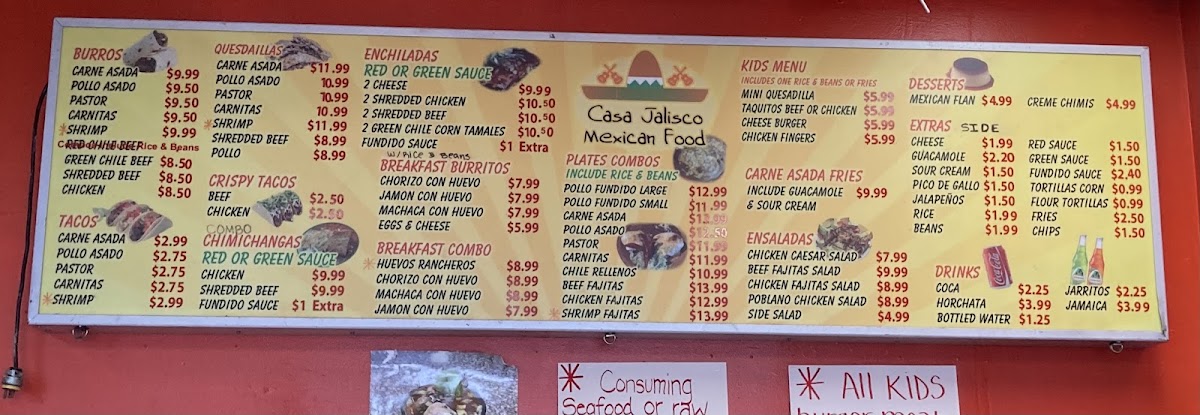 BURROS
CARNE ASADA $9.99
POLLO ASADO $9.50
PASTOR $9.50
CARNITAS $9.50
*SHRIMP $9.99
RED CHILE BEEF
Rice & Beans
GREEN CHILE BEEF $8.50
SHREDDED BEEF $8.50
CHICKEN $8.50
TACOS
CARNE ASADA $2.99
POLLO ASADO $2.75
PASTOR $2.75
CARNITAS $2.75
*SHRIMP $2.99
QUESDAILLAS
CARNE ASADA $11.99
POLLO ASADO 10.99
PASTOR 10.99
CARNITAS 10.99
*SHRIMP $11.99
SHREDDED BEEF $8.99
POLLO $8.99
CRISPY TACOS
BEEF $2.50
CHICKEN $2.50
COMBO
CHIMICHANGAS
RED OR GREEN SAUCE
CHICKEN $9.99
SHREDDED BEEF $9.99
FUNDIDO SAUCE $1 Extra
ENCHILADAS
RED OR GREEN SAUCE
2 CHEESE $9.99
2 SHREDDED CHICKEN $10.50
2 SHREDDED BEEF $10.50
2 GREEN CHILE CORN TAMALES $10.50
FUNDIDO SAUCE $1 Extra
W/ Rice & Beans
BREAKFAST BURRITOS
CHORIZO CON HUEVO $7.99
JAMON CON HUEVO $7.99
MACHACA CON HUEVO $7.99
EGGS & CHEESE $5.99
BREAKFAST COMBO
*HUEVOS RANCHEROS $8.99
CHORIZO CON HUEVO $8.99
MACHACA CON HUEVO $8.99
JAMON CON HUEVO $7.99
Casa Jalisco
Mexican Food
PLATES COMBOS
INCLUDE RICE & BEANS
POLLO FUNDIDO LARGE $12.99
POLLO FUNDIDO SMALL $11.99
CARNE ASADA
POLLO ASADO
PASTOR $11.99
CARNITAS $11.99
CHILE RELLENOS $10.99
BEEF FAJITAS $13.99
CHICKEN FAJITAS $12.99
*SHRIMP FAJITAS $13.99
KIDS MENU
INCLUDES ONE RICE & BEANS OR FRIES
MINI QUESADILLA $5.99
TAQUITOS BEEF OR CHICKEN $5.99
CHEESE BURGER $5.99
CHICKEN FINGERS $5.99
CARNE ASADA FRIES
INCLUDE GUACAMOLE $9.99
& SOUR CREAM
ENSALADAS
CHICKEN CAESAR SALAD $7.99
BEEF FAJITAS SALAD $9.99
CHICKEN FAJITAS SALAD $8.99
POBLANO CHICKEN SALAD $8.99
SIDE SALAD $4.99
DESSERTS
MEXICAN FLAN $4.99 CREME CHIMIS $4.99
EXTRAS SIDE
CHEESE $1.99
GUACAMOLE $2.20
SOUR CREAM $1.50
PICO DE GALLO $1.50
JALAPEÑOS $1.50
RICE $1.99
BEANS $1.99
RED SAUCE $1.50
GREEN SAUCE $1.50
FUNDIDO SAUCE $2.40
TORTILLAS CORN $0.99
FLOUR TORTILLAS $0.99
FRIES $2.50
CHIPS $1.50
DRINKS
COCA $2.25
HORCHATA $3.99
BOTTLED WATER $1.25
JARRITOS $2.25
JAMAICA $3.99
* Consuming
Seafood or raw
* All KIDS
burger meal